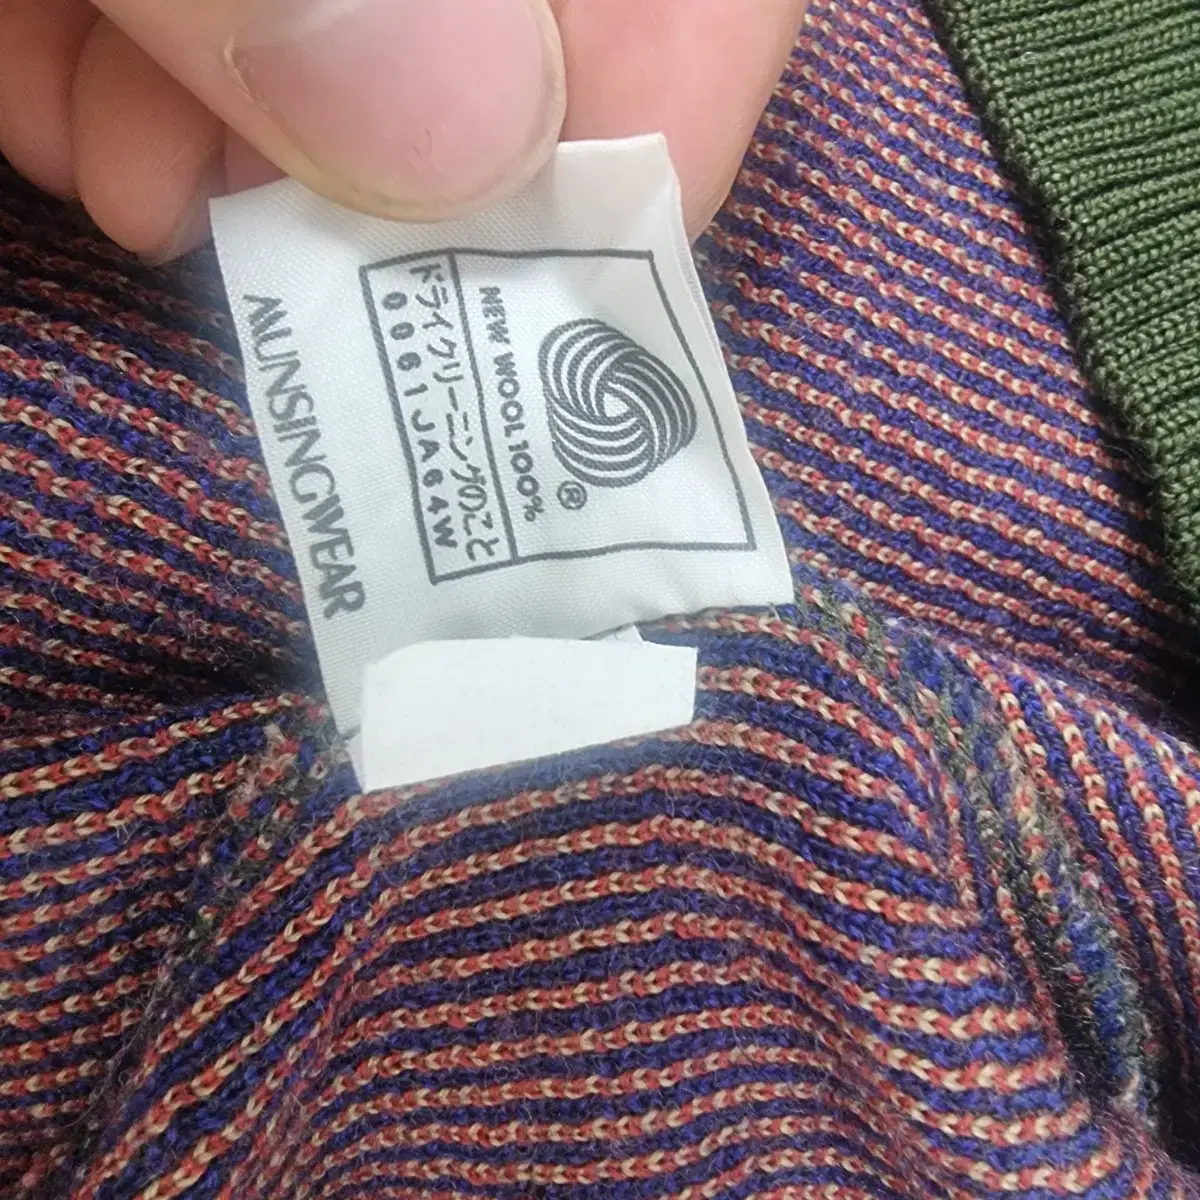 ®
NEW WOOL 100%
ドライクリーニングのこと
0061JA64W
MUNSINGWEAR